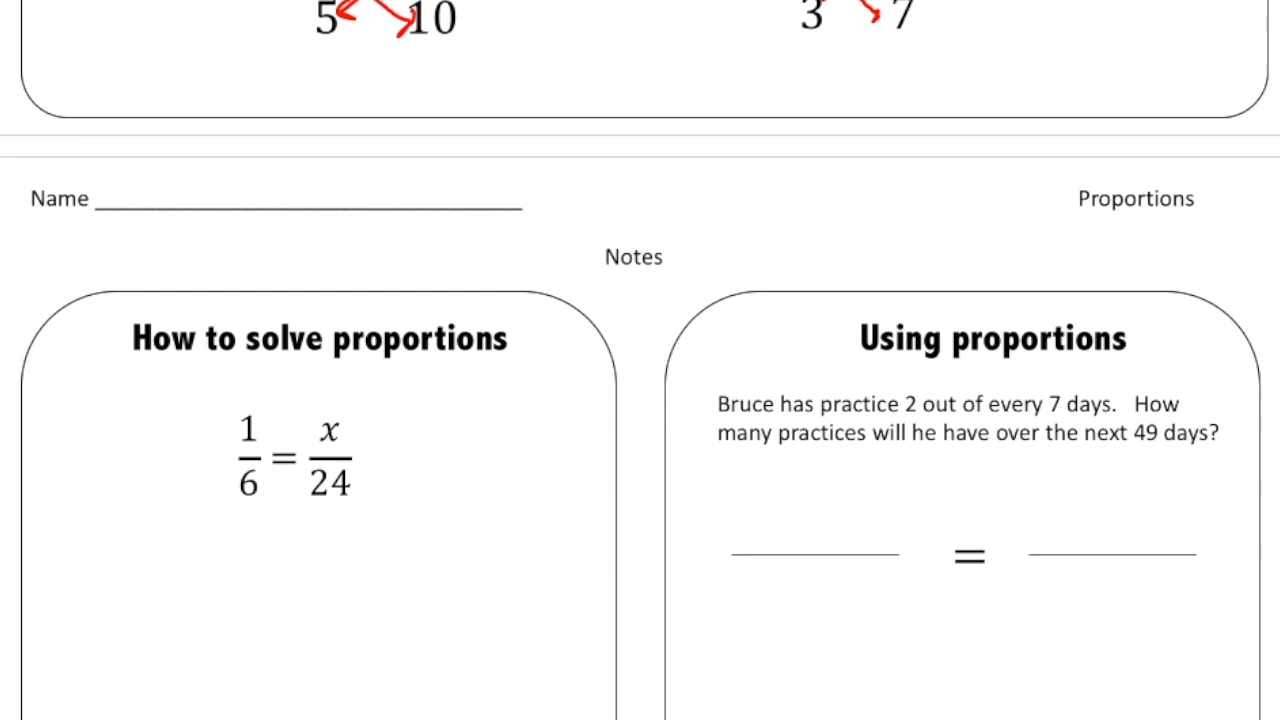 5 10 3 7
Name Proportions
Notes
How to solve proportions
1/6 = x/24
Using proportions
Bruce has practice 2 out of every 7 days. How
many practices will he have over the next 49 days?
=